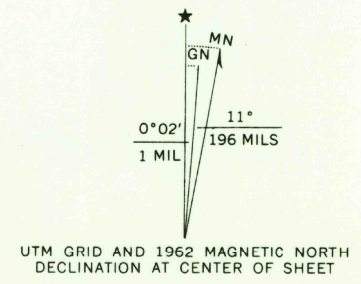 ★
MN
GN
0°02′
1 MIL
11°
196 MILS
UTM GRID AND 1962 MAGNETIC NORTH
DECLINATION AT CENTER OF SHEET